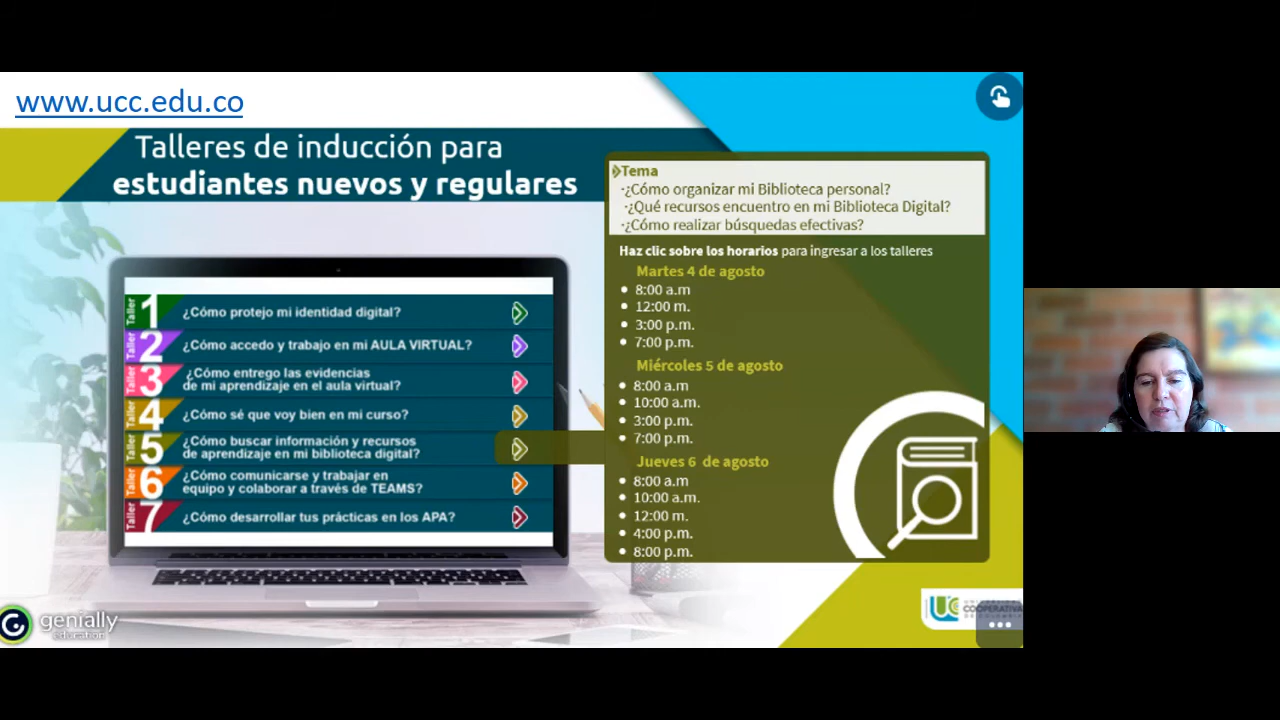 www.ucc.edu.co
Talleres de inducción para
estudiantes nuevos y regulares
Taller 1 ¿Cómo protejo mi identidad digital?
Taller 2 ¿Cómo accedo y trabajo en mi AULA VIRTUAL?
Taller 3 ¿Cómo entrego las evidencias
de mi aprendizaje en el aula virtual?
Taller 4 ¿Cómo sé que voy bien en mi curso?
Taller 5 ¿Cómo buscar información y recursos
de aprendizaje en mi biblioteca digital?
Taller 6 ¿Cómo comunicarse y trabajar en
equipo y colaborar a través de TEAMS?
Taller 7 ¿Cómo desarrollar tus prácticas en los APA?
Tema
·¿Cómo organizar mi Biblioteca personal?
·¿Qué recursos encuentro en mi Biblioteca Digital?
·¿Cómo realizar búsquedas efectivas?
Haz clic sobre los horarios para ingresar a los talleres
Martes 4 de agosto
• 8:00 a.m
• 12:00 m.
• 3:00 p.m.
• 7:00 p.m.
Miércoles 5 de agosto
• 8:00 a.m
• 10:00 a.m.
• 3:00 p.m.
• 7:00 p.m.
Jueves 6 de agosto
• 8:00 a.m
• 10:00 a.m.
• 12:00 m.
• 4:00 p.m.
• 8:00 p.m.
genially
education
UC
COOPERATIVA